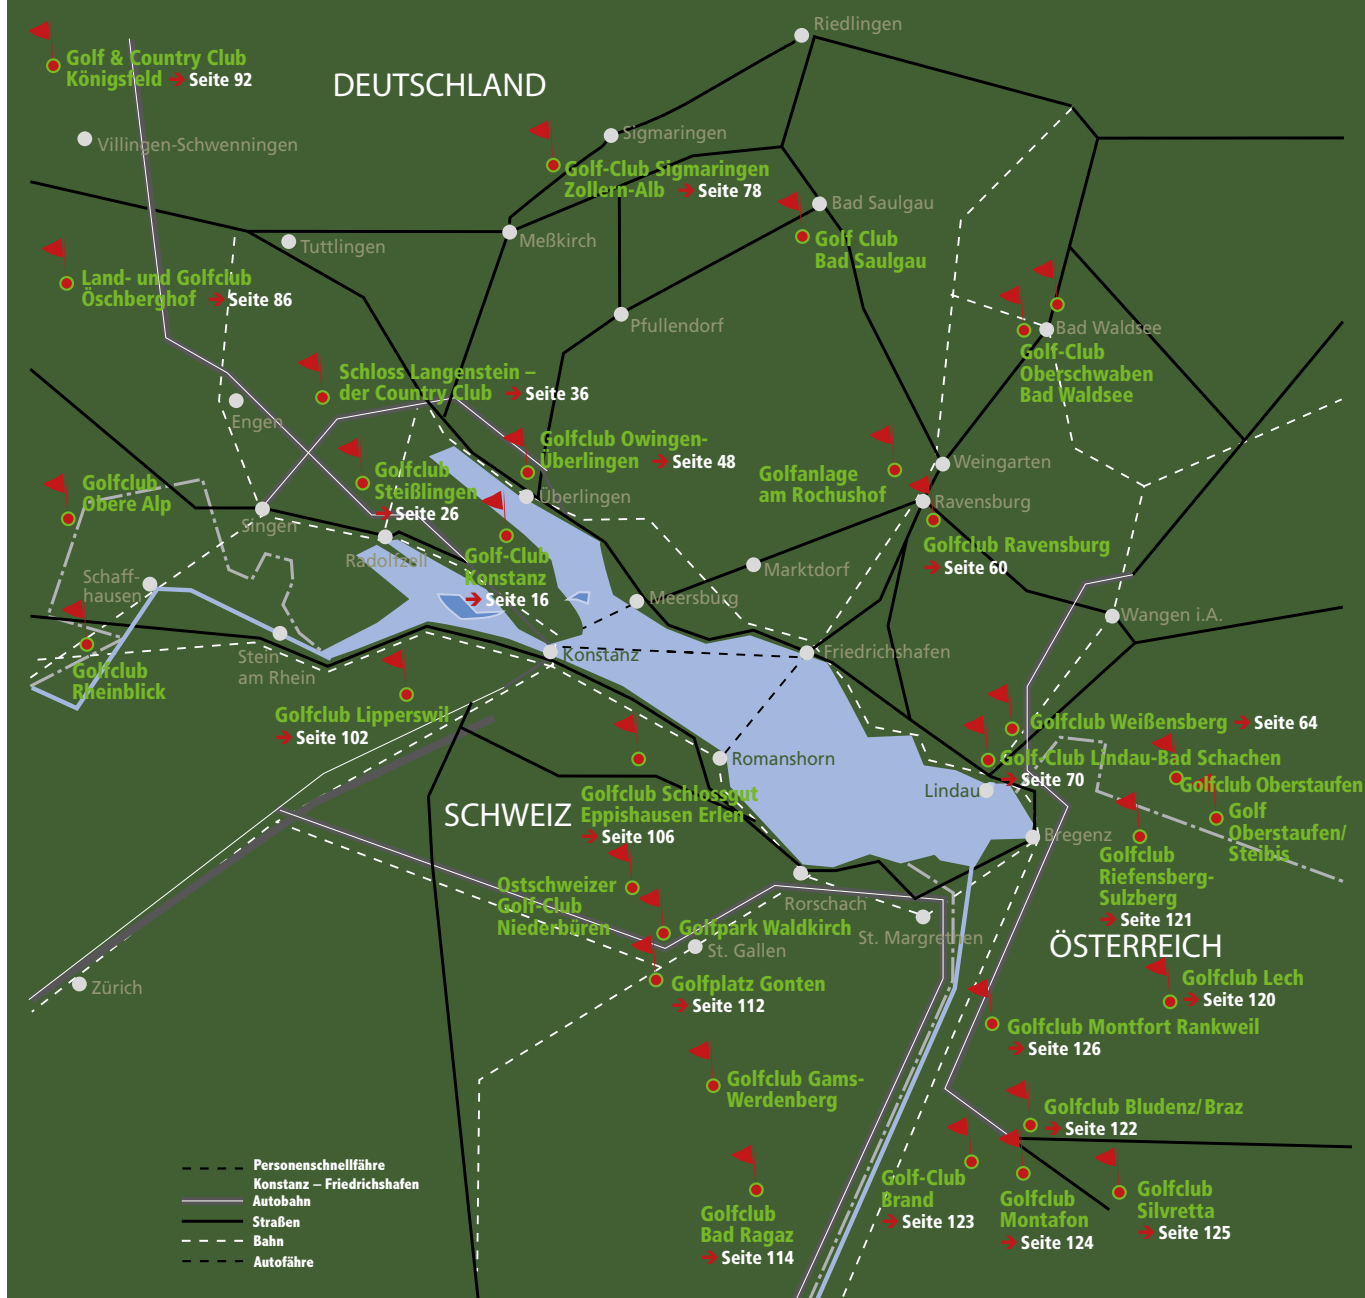 Riedlingen
Golf & Country Club
Königsfeld → Seite 92
DEUTSCHLAND
Sigmaringen
Villingen-Schwenningen
Golf-Club Sigmaringen
Zollern-Alb → Seite 78
Bad Saulgau
Meßkirch
Tuttlingen
Golf Club
Bad Saulgau
Land- und Golfclub
Öschberghof → Seite 86
Pfullendorf
Bad Waldsee
Golf-Club
Oberschwaben
Bad Waldsee
Schloss Langenstein –
der Country Club → Seite 36
Engen
Golfclub Owingen-
Überlingen → Seite 48
Golfclub
Steißlingen
→ Seite 26
Golfanlage
am Rochushof
Weingarten
Golfclub
Obere Alp
Überlingen
Ravensburg
Singen
Golfclub Ravensburg
→ Seite 60
Radolfzell
Golf-Club
Konstanz
→ Seite 16
Marktdorf
Schaff-
hausen
Meersburg
Wangen i.A.
Stein
am Rhein
Konstanz
Friedrichshafen
Golfclub
Rheinblick
Golfclub Lipperswil
→ Seite 102
Golfclub Weißensberg → Seite 64
Romanshorn
Golf-Club Lindau-Bad Schachen
→ Seite 70
Lindau
Golfclub Oberstaufen
Golfclub Schlossgut
Eppishausen Erlen
→ Seite 106
SCHWEIZ
Golf
Oberstaufen/
Steibis
Bregenz
Golfclub
Riefensberg-
Sulzberg
→ Seite 121
Ostschweizer
Golf-Club
Niederbüren
Rorschach
Golfpark Waldkirch
St. Margrethen
St. Gallen
ÖSTERREICH
Zürich
Golfplatz Gonten
→ Seite 112
Golfclub Lech
→ Seite 120
Golfclub Montfort Rankweil
→ Seite 126
Golfclub Gams-
Werdenberg
Golfclub Bludenz/Braz
→ Seite 122
Golf-Club
Brand
→ Seite 123
Golfclub
Montafon
→ Seite 124
Golfclub
Silvretta
→ Seite 125
Golfclub
Bad Ragaz
→ Seite 114
Personenschnellfähre
Konstanz – Friedrichshafen
Autobahn
Straßen
Bahn
Autofähre